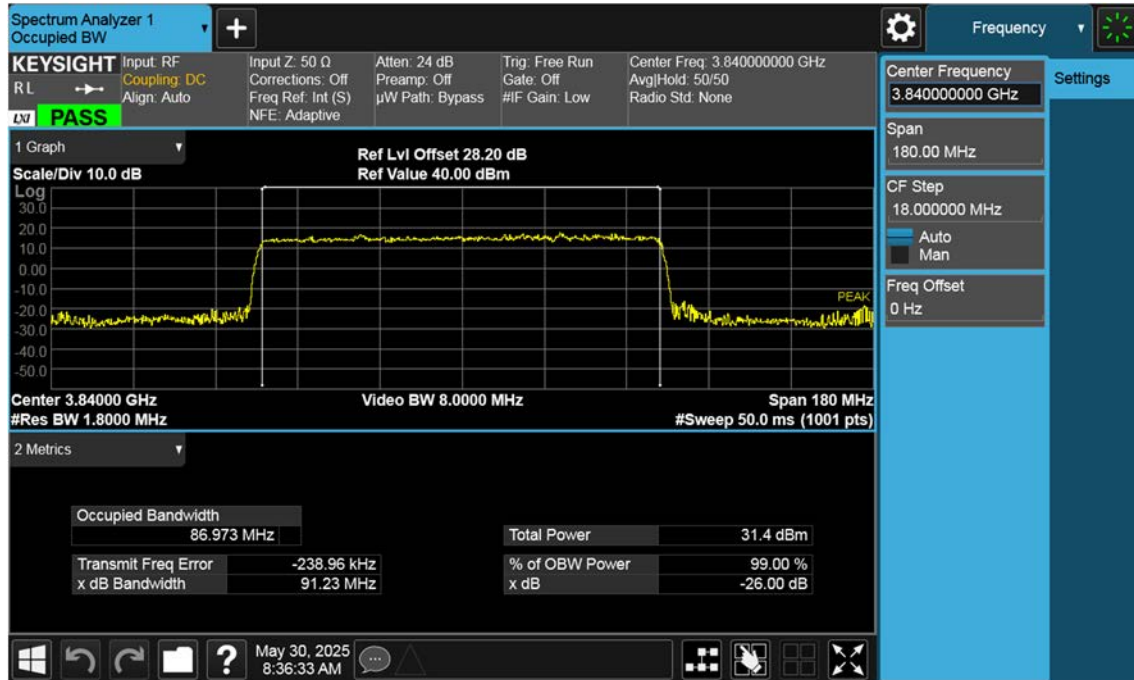 Spectrum Analyzer 1
Occupied BW
Frequency
KEYSIGHT
R L
LXI
PASS
Input: RF
Coupling: DC
Align: Auto
Input Z: 50 Ω
Corrections: Off
Freq Ref: Int (S)
NFE: Adaptive
Atten: 24 dB
Preamp: Off
µW Path: Bypass
Trig: Free Run
Gate: Off
#IF Gain: Low
Center Freq: 3.840000000 GHz
Avg|Hold: 50/50
Radio Std: None
Center Frequency
3.840000000 GHz
Settings
Span
180.00 MHz
CF Step
18.000000 MHz
Auto
Man
Freq Offset
0 Hz
1 Graph
Scale/Div 10.0 dB
Ref Lvl Offset 28.20 dB
Ref Value 40.00 dBm
Log
30.0
20.0
10.0
0.00
-10.0
-20.0
-30.0
-40.0
-50.0
PEAK
Center 3.84000 GHz
Video BW 8.0000 MHz
Span 180 MHz
#Res BW 1.8000 MHz
#Sweep 50.0 ms (1001 pts)
2 Metrics
Occupied Bandwidth
86.973 MHz
Total Power 31.4 dBm
Transmit Freq Error -238.96 kHz
% of OBW Power 99.00 %
x dB Bandwidth 91.23 MHz
x dB -26.00 dB
?
May 30, 2025
8:36:33 AM